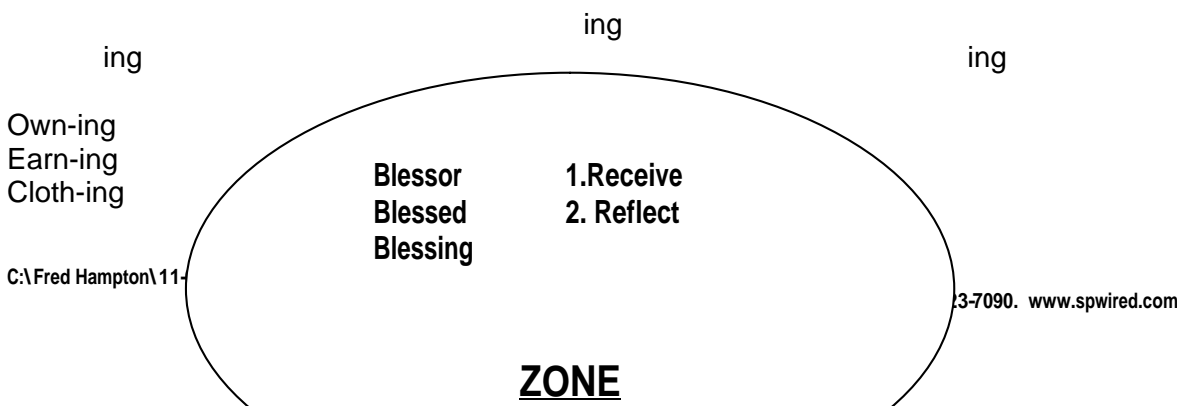 ing
ing ing
Own-ing
Earn-ing
Cloth-ing
Blessor 1.Receive
Blessed 2. Reflect
Blessing
C:\Fred Hampton\11-
3-7090. www.spwired.com
ZONE